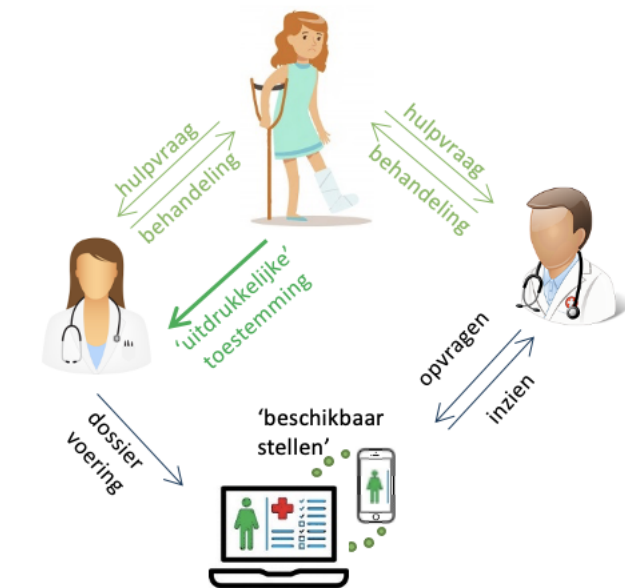 hulpvraag
behandeling
hulpvraag
behandeling
‘uitdrukkelijke’
toestemming
opvragen
inzien
dossier
voering
‘beschikbaar
stellen’